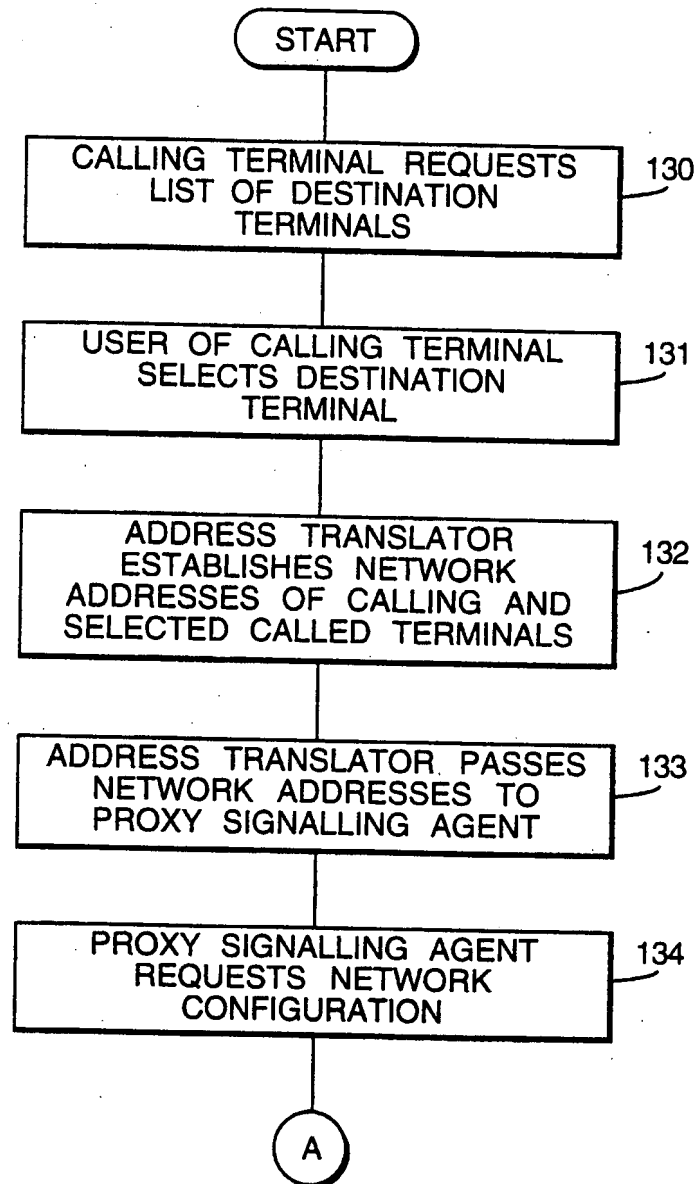 START
CALLING TERMINAL REQUESTS
LIST OF DESTINATION
TERMINALS
130
USER OF CALLING TERMINAL
SELECTS DESTINATION
TERMINAL
131
ADDRESS TRANSLATOR
ESTABLISHES NETWORK
ADDRESSES OF CALLING AND
SELECTED CALLED TERMINALS
132
ADDRESS TRANSLATOR PASSES
NETWORK ADDRESSES TO
PROXY SIGNALLING AGENT
133
PROXY SIGNALLING AGENT
REQUESTS NETWORK
CONFIGURATION
134
A